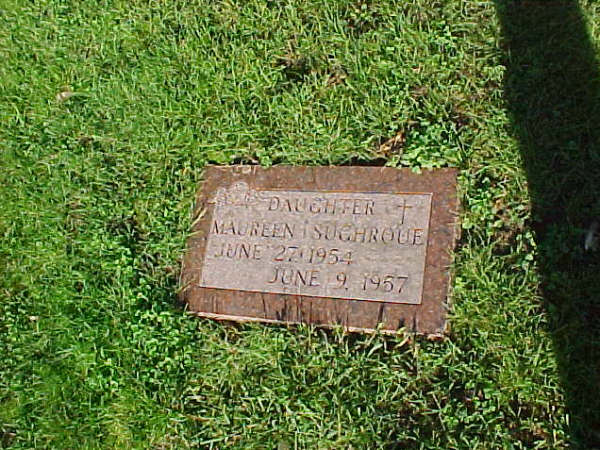 DAUGHTER
MAUREEN SUGHROUE
JUNE 27 1954
JUNE 9, 1957